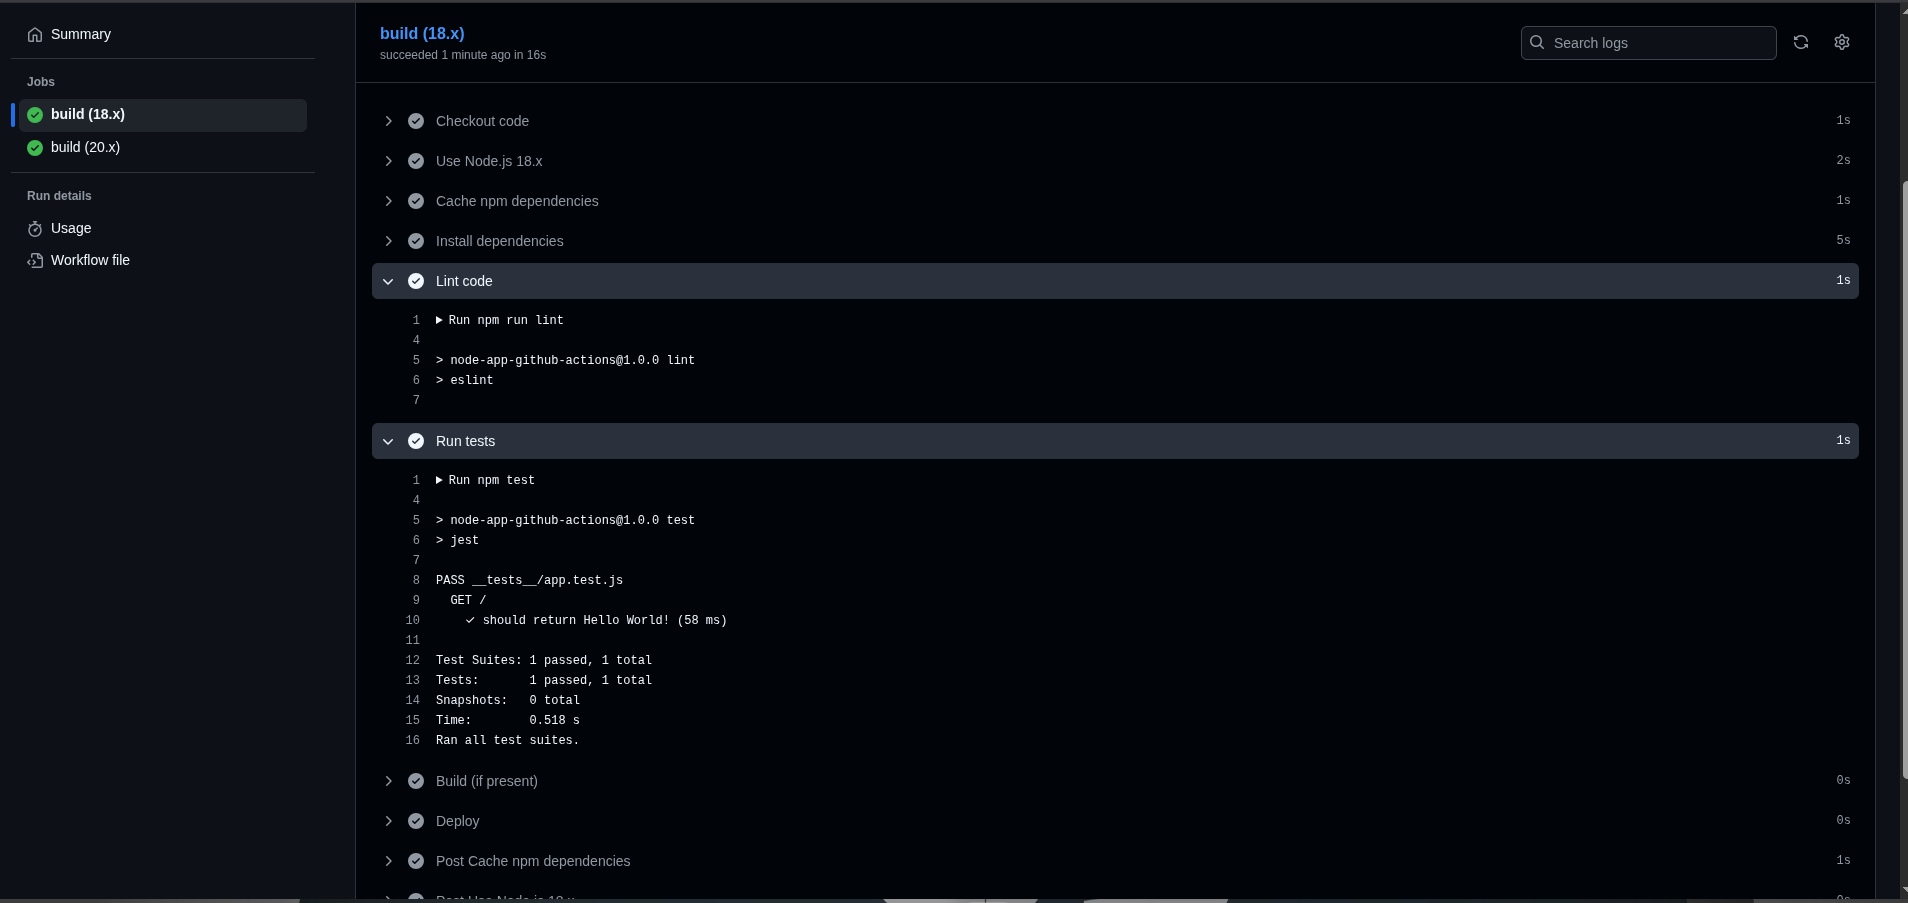 Summary
Jobs
build (18.x)
build (20.x)
Run details
Usage
Workflow file
build (18.x)
succeeded 1 minute ago in 16s
Search logs
Checkout code 1s
Use Node.js 18.x 2s
Cache npm dependencies 1s
Install dependencies 5s
Lint code 1s
1 Run npm run lint
4
5 > node-app-github-actions@1.0.0 lint
6 > eslint
7
Run tests 1s
1 Run npm test
4
5 > node-app-github-actions@1.0.0 test
6 > jest
7
8 PASS __tests__/app.test.js
9 GET /
10 ✓ should return Hello World! (58 ms)
11
12 Test Suites: 1 passed, 1 total
13 Tests: 1 passed, 1 total
14 Snapshots: 0 total
15 Time: 0.518 s
16 Ran all test suites.
Build (if present) 0s
Deploy 0s
Post Cache npm dependencies 1s
Post Use Node.js 18.x 0s